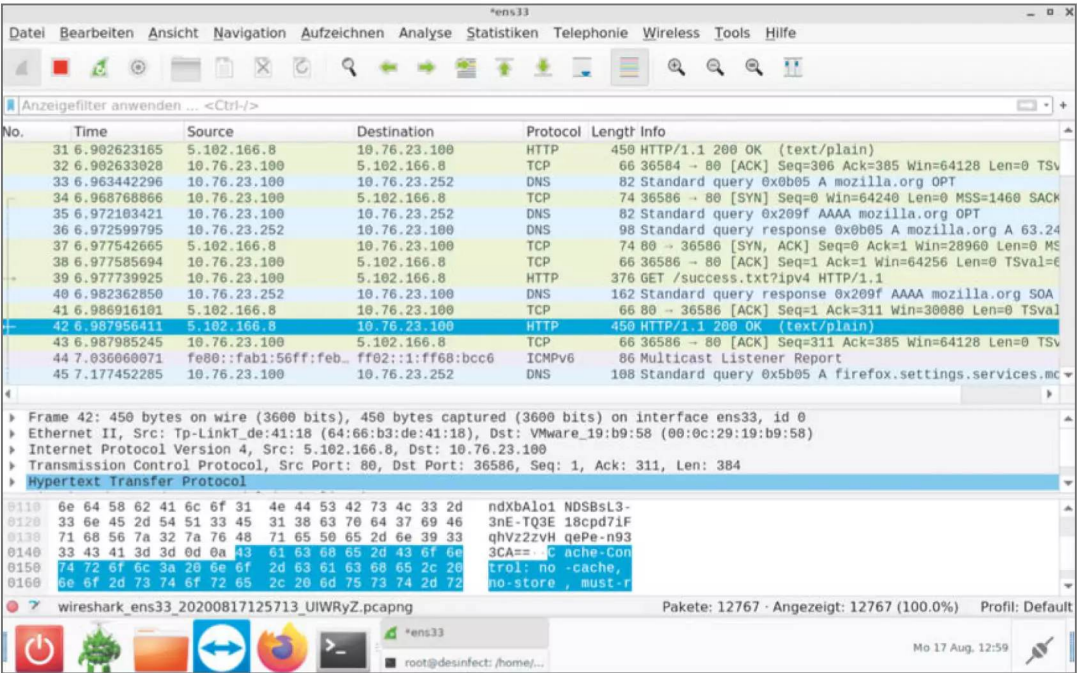 *ens33
Datei Bearbeiten Ansicht Navigation Aufzeichnen Analyse Statistiken Telephonie Wireless Tools Hilfe
Anzeigefilter anwenden ... <Ctrl-/>
No. Time Source Destination Protocol Length Info
31 6.902623165 5.102.166.8 10.76.23.100 HTTP 450 HTTP/1.1 200 OK (text/plain)
32 6.902633028 10.76.23.100 5.102.166.8 TCP 66 36584 → 80 [ACK] Seq=306 Ack=385 Win=64128 Len=0 TSv
33 6.963442296 10.76.23.100 10.76.23.252 DNS 82 Standard query 0x0b05 A mozilla.org OPT
34 6.968768866 10.76.23.100 5.102.166.8 TCP 74 36586 → 80 [SYN] Seq=0 Win=64240 Len=0 MSS=1460 SACK
35 6.972103421 10.76.23.100 10.76.23.252 DNS 82 Standard query 0x209f AAAA mozilla.org OPT
36 6.972599795 10.76.23.252 10.76.23.100 DNS 98 Standard query response 0x0b05 A mozilla.org A 63.24
37 6.977542665 5.102.166.8 10.76.23.100 TCP 74 80 → 36586 [SYN, ACK] Seq=0 Ack=1 Win=28960 Len=0 MS
38 6.977585694 10.76.23.100 5.102.166.8 TCP 66 36586 → 80 [ACK] Seq=1 Ack=1 Win=64256 Len=0 TSval=6
39 6.977739925 10.76.23.100 5.102.166.8 HTTP 376 GET /success.txt?ipv4 HTTP/1.1
40 6.982362850 10.76.23.252 10.76.23.100 DNS 162 Standard query response 0x209f AAAA mozilla.org SOA
41 6.986916101 5.102.166.8 10.76.23.100 TCP 66 80 → 36586 [ACK] Seq=1 Ack=311 Win=30080 Len=0 TSval
42 6.987956411 5.102.166.8 10.76.23.100 HTTP 450 HTTP/1.1 200 OK (text/plain)
43 6.987985245 10.76.23.100 5.102.166.8 TCP 66 36586 → 80 [ACK] Seq=311 Ack=385 Win=64128 Len=0 TSv
44 7.036060071 fe80::fab1:56ff:feb… ff02::1:ff68:bcc6 ICMPv6 86 Multicast Listener Report
45 7.177452285 10.76.23.100 10.76.23.252 DNS 108 Standard query 0x5b05 A firefox.settings.services.mo
Frame 42: 450 bytes on wire (3600 bits), 450 bytes captured (3600 bits) on interface ens33, id 0
Ethernet II, Src: Tp-LinkT_de:41:18 (64:66:b3:de:41:18), Dst: VMware_19:b9:58 (00:0c:29:19:b9:58)
Internet Protocol Version 4, Src: 5.102.166.8, Dst: 10.76.23.100
Transmission Control Protocol, Src Port: 80, Dst Port: 36586, Seq: 1, Ack: 311, Len: 384
Hypertext Transfer Protocol
0110 6e 64 58 62 41 6c 6f 31 4e 44 53 42 73 4c 33 2d ndXbAlo1 NDSBsL3-
0120 33 6e 45 2d 54 51 33 45 31 38 63 70 64 37 69 46 3nE-TQ3E 18cpd7iF
0130 71 68 56 7a 32 7a 76 48 71 65 50 65 2d 6e 39 33 qhVz2zvH qePe-n93
0140 33 43 41 3d 3d 0d 0a 43 61 63 68 65 2d 43 6f 6e 3CA==··C ache-Con
0150 74 72 6f 6c 3a 20 6e 6f 2d 63 61 63 68 65 2c 20 trol: no -cache,
0160 6e 6f 2d 73 74 6f 72 65 2c 20 6d 75 73 74 2d 72 no-store , must-r
wireshark_ens33_20200817125713_UIWRyZ.pcapng Pakete: 12767 · Angezeigt: 12767 (100.0%) Profil: Default
*ens33
root@desinfect: /home/...
Mo 17 Aug, 12:59